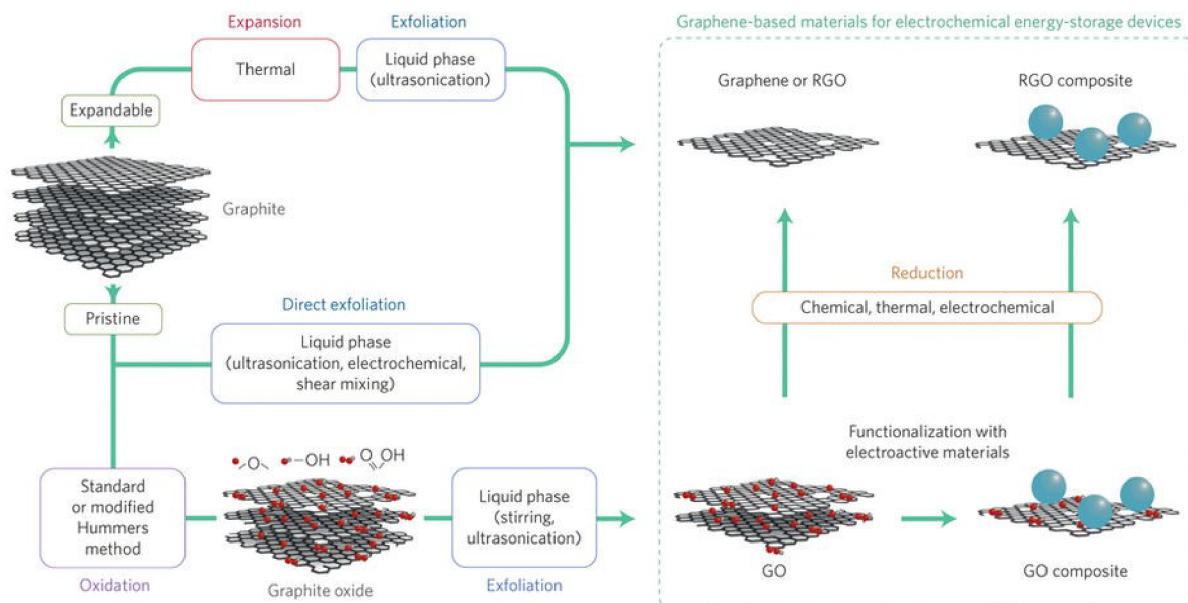 Expansion
Exfoliation
Graphene-based materials for electrochemical energy-storage devices
Thermal
Liquid phase
(ultrasonication)
Expandable
Graphene or RGO
RGO composite
Graphite
Pristine
Direct exfoliation
Liquid phase
(ultrasonication, electrochemical,
shear mixing)
Reduction
Chemical, thermal, electrochemical
Functionalization with
electroactive materials
O
OH
O
OH
Standard
or modified
Hummers
method
Liquid phase
(stirring,
ultrasonication)
Oxidation
Graphite oxide
Exfoliation
GO
GO composite